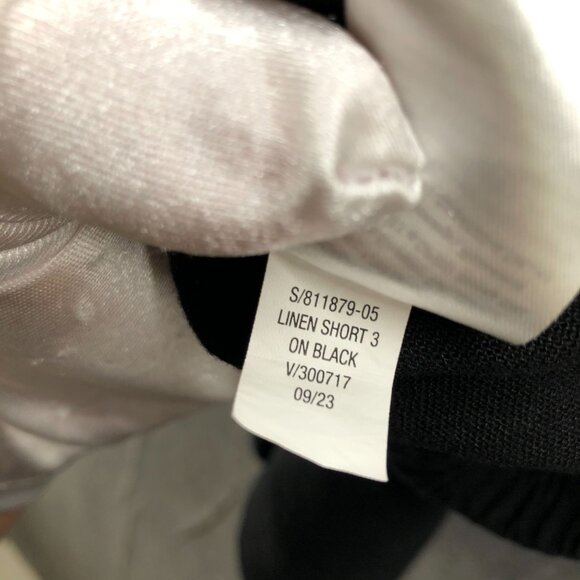 S/811879-05
LINEN SHORT 3
ON BLACK
V/300717
09/23